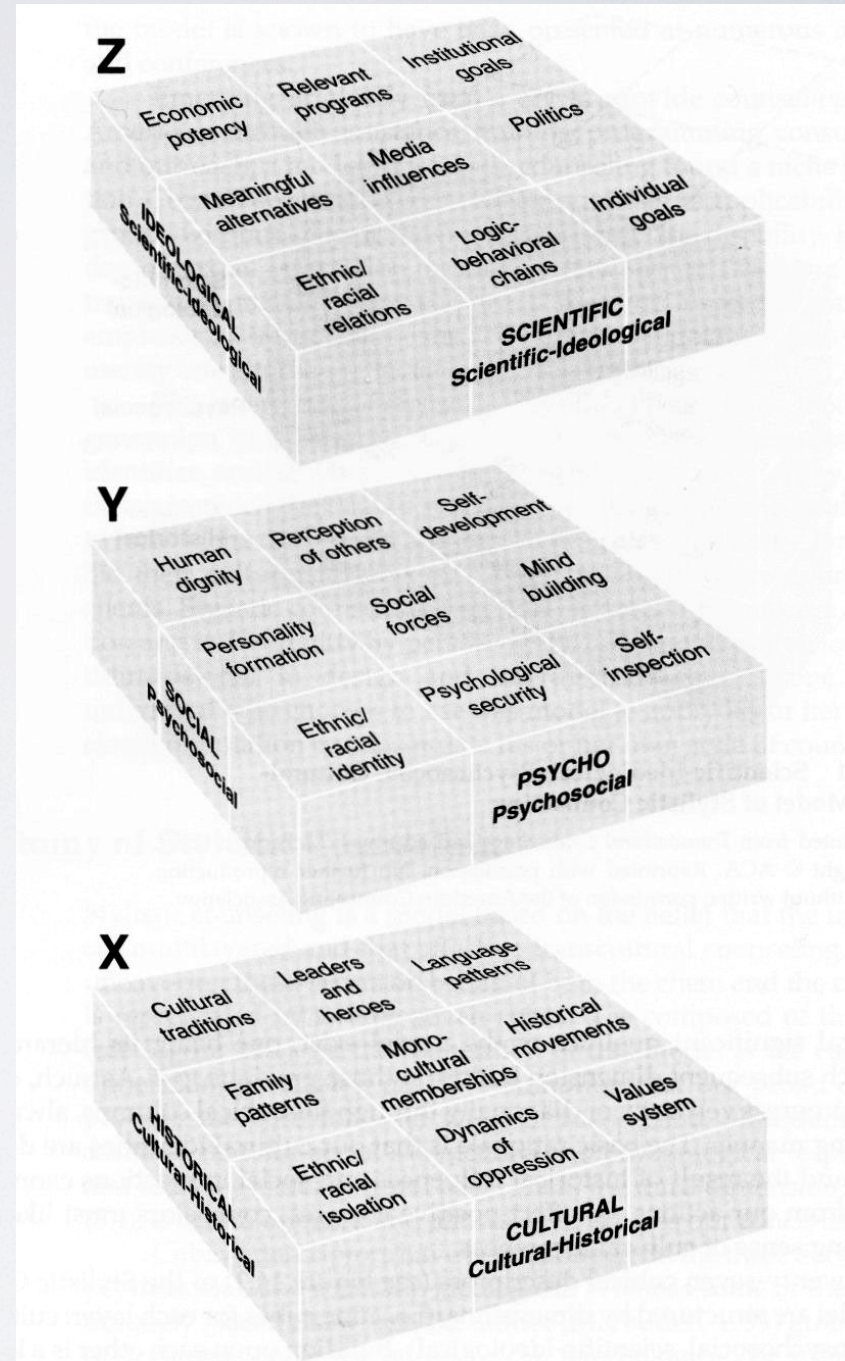 Z
Economic
potency
Relevant
programs
Institutional
goals
Meaningful
alternatives
Media
influences
Politics
Ethnic/
racial
relations
Logic-
behavioral
chains
Individual
goals
IDEOLOGICAL
Scientific-Ideological
SCIENTIFIC
Scientific-Ideological
Y
Human
dignity
Perception
of others
Self-
development
Personality
formation
Social
forces
Mind
building
Ethnic/
racial
identity
Psychological
security
Self-
inspection
SOCIAL
Psychosocial
PSYCHO
Psychosocial
X
Cultural
traditions
Leaders
and
heroes
Language
patterns
Family
patterns
Mono-
cultural
memberships
Historical
movements
Ethnic/
racial
isolation
Dynamics
of
oppression
Values
system
HISTORICAL
Cultural-Historical
CULTURAL
Cultural-Historical